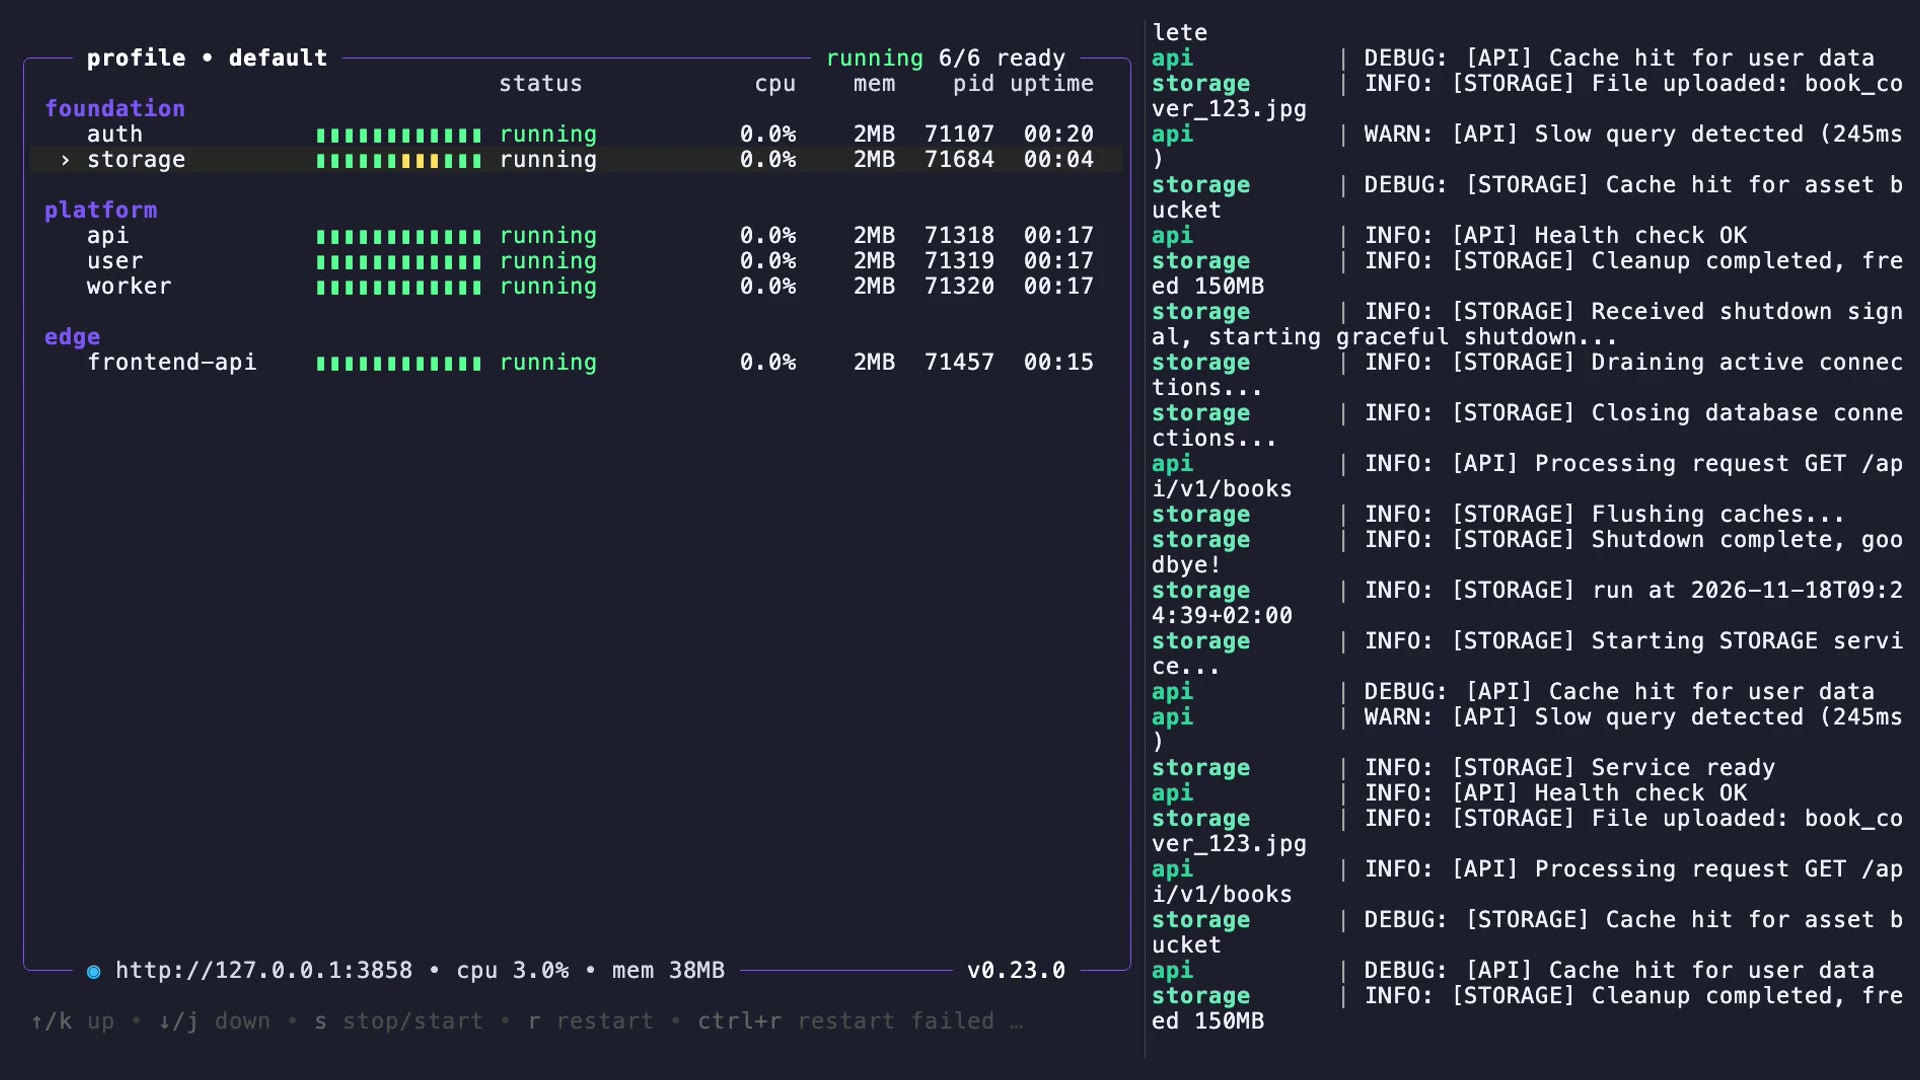 profile • default running 6/6 ready
status cpu mem pid uptime
foundation
auth running 0.0% 2MB 71107 00:20
› storage running 0.0% 2MB 71684 00:04
platform
api running 0.0% 2MB 71318 00:17
user running 0.0% 2MB 71319 00:17
worker running 0.0% 2MB 71320 00:17
edge
frontend-api running 0.0% 2MB 71457 00:15
◉ http://127.0.0.1:3858 • cpu 3.0% • mem 38MB v0.23.0
↑/k up • ↓/j down • s stop/start • r restart • ctrl+r restart failed …
lete
api | DEBUG: [API] Cache hit for user data
storage | INFO: [STORAGE] File uploaded: book_co
ver_123.jpg
api | WARN: [API] Slow query detected (245ms
)
storage | DEBUG: [STORAGE] Cache hit for asset b
ucket
api | INFO: [API] Health check OK
storage | INFO: [STORAGE] Cleanup completed, fre
ed 150MB
storage | INFO: [STORAGE] Received shutdown sign
al, starting graceful shutdown...
storage | INFO: [STORAGE] Draining active connec
tions...
storage | INFO: [STORAGE] Closing database conne
ctions...
api | INFO: [API] Processing request GET /ap
i/v1/books
storage | INFO: [STORAGE] Flushing caches...
storage | INFO: [STORAGE] Shutdown complete, goo
dbye!
storage | INFO: [STORAGE] run at 2026-11-18T09:2
4:39+02:00
storage | INFO: [STORAGE] Starting STORAGE servi
ce...
api | DEBUG: [API] Cache hit for user data
api | WARN: [API] Slow query detected (245ms
)
storage | INFO: [STORAGE] Service ready
api | INFO: [API] Health check OK
storage | INFO: [STORAGE] File uploaded: book_co
ver_123.jpg
api | INFO: [API] Processing request GET /ap
i/v1/books
storage | DEBUG: [STORAGE] Cache hit for asset b
ucket
api | DEBUG: [API] Cache hit for user data
storage | INFO: [STORAGE] Cleanup completed, fre
ed 150MB